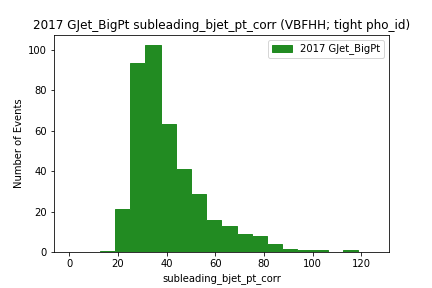 2017 GJet_BigPt subleading_bjet_pt_corr (VBFHH; tight pho_id)
2017 GJet_BigPt
Number of Events
100
80
60
40
20
0
0 20 40 60 80 100 120
subleading_bjet_pt_corr